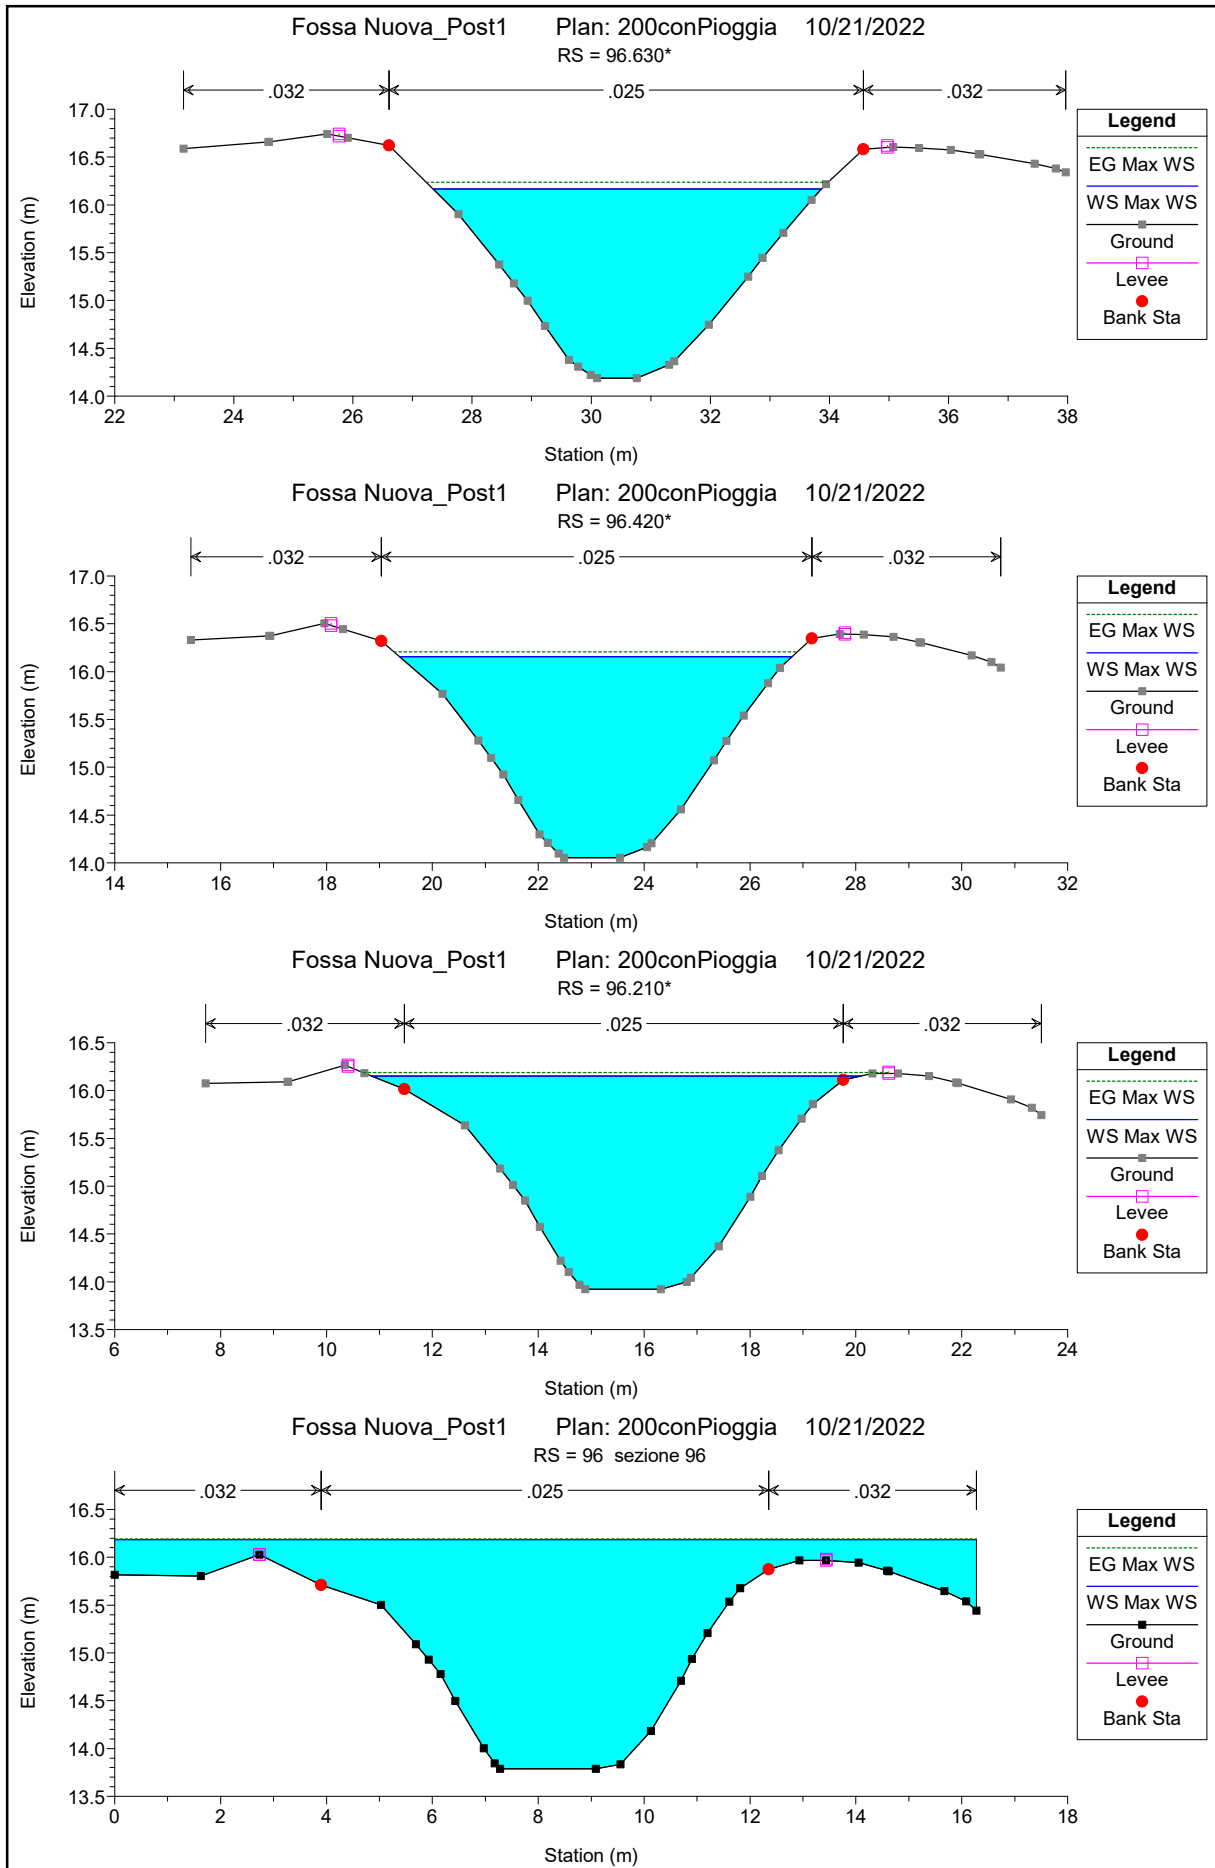 Fossa Nuova_Post1 Plan: 200conPioggia 10/21/2022
RS = 96.630*
.032 .025 .032
17.0
16.5
16.0
15.5
15.0
14.5
14.0
Elevation (m)
22 24 26 28 30 32 34 36 38
Station (m)
Legend
EG Max WS
WS Max WS
Ground
Levee
Bank Sta
Fossa Nuova_Post1 Plan: 200conPioggia 10/21/2022
RS = 96.420*
.032 .025 .032
17.0
16.5
16.0
15.5
15.0
14.5
14.0
Elevation (m)
14 16 18 20 22 24 26 28 30 32
Station (m)
Legend
EG Max WS
WS Max WS
Ground
Levee
Bank Sta
Fossa Nuova_Post1 Plan: 200conPioggia 10/21/2022
RS = 96.210*
.032 .025 .032
16.5
16.0
15.5
15.0
14.5
14.0
13.5
Elevation (m)
6 8 10 12 14 16 18 20 22 24
Station (m)
Legend
EG Max WS
WS Max WS
Ground
Levee
Bank Sta
Fossa Nuova_Post1 Plan: 200conPioggia 10/21/2022
RS = 96 sezione 96
.032 .025 .032
16.5
16.0
15.5
15.0
14.5
14.0
13.5
Elevation (m)
0 2 4 6 8 10 12 14 16 18
Station (m)
Legend
EG Max WS
WS Max WS
Ground
Levee
Bank Sta